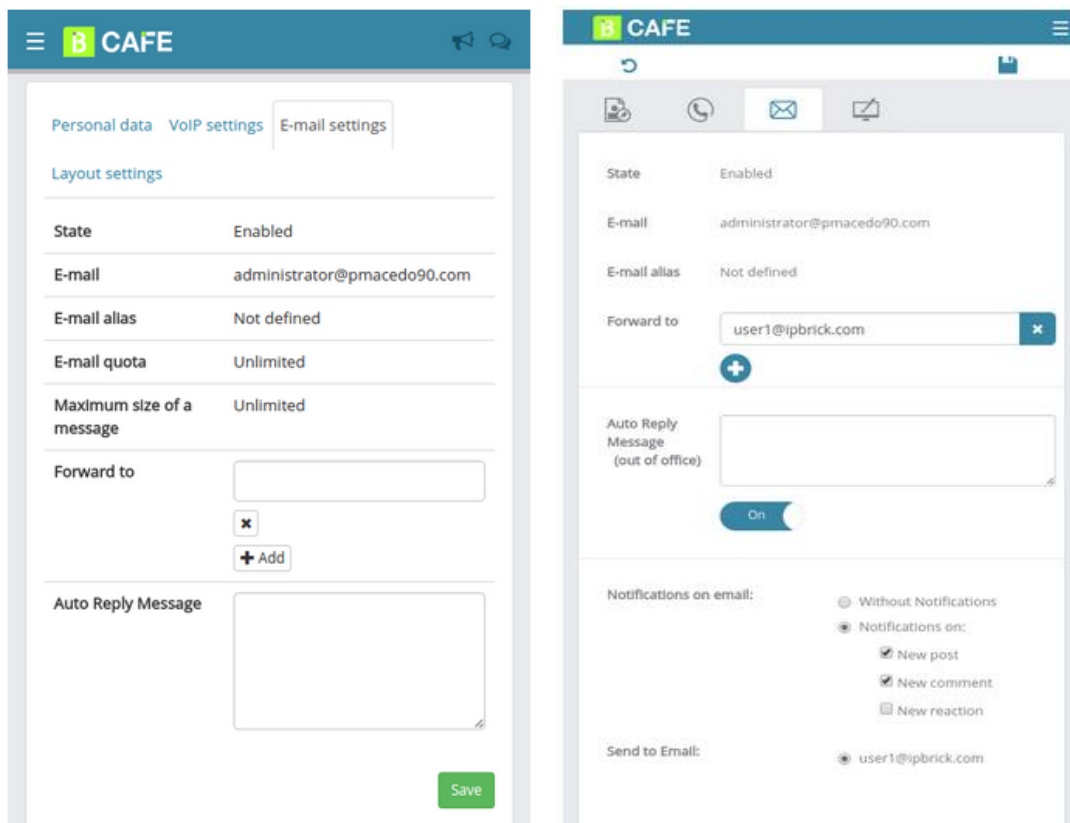 B CAFE
Personal data VoIP settings E-mail settings
Layout settings
State Enabled
E-mail administrator@pmacedo90.com
E-mail alias Not defined
E-mail quota Unlimited
Maximum size of a Unlimited
message
Forward to
Add
Auto Reply Message
Save
B CAFE
State Enabled
E-mail administrator@pmacedo90.com
E-mail alias Not defined
Forward to user1@ipbrick.com
Auto Reply
Message
(out of office)
On
Notifications on email:
Without Notifications
Notifications on:
New post
New comment
New reaction
Send to Email: user1@ipbrick.com